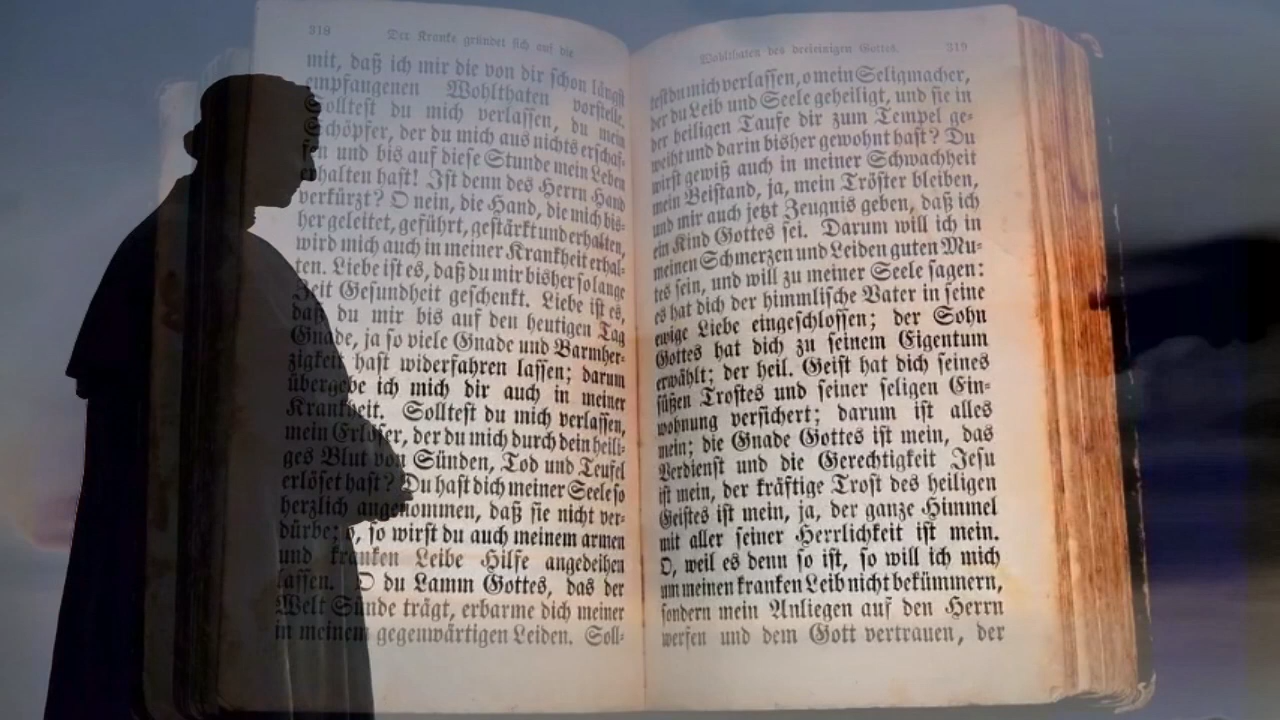 318
Der Kranke gründet sich auf die
mit, daß ich mir die von dir schon längst
empfangenen Wohlthaten vorstelle.
Solltest du mich verlassen, du mein
Schöpfer, der du mich aus nichts erschaf-
fen und bis auf diese Stunde mein Leben
erhalten hast! Ist denn des Herrn Hand
verkürzt? O nein, die Hand, die mich bis-
her geleitet, geführt, gestärkt und erhalten,
wird mich auch in meiner Krankheit erhal-
ten. Liebe ist es, daß du mir bisher so lange
Zeit Gesundheit geschenkt. Liebe ist es,
daß du mir bis auf den heutigen Tag
Gnade, ja so viele Gnade und Barmher-
zigkeit hast widerfahren lassen; darum
übergebe ich mich dir auch in meiner
Krankheit. Solltest du mich verlassen,
mein Erlöser, der du mich durch dein heili-
ges Blut von Sünden, Tod und Teufel
erlöset hast? Du hast dich meiner Seele so
herzlich angenommen, daß sie nicht ver-
dürbe; o, so wirst du auch meinem armen
und kranken Leibe Hilfe angedeihen
lassen. O du Lamm Gottes, das der
Welt Sünde trägt, erbarme dich meiner
in meinem gegenwärtigen Leiden. Soll-
Wohlthaten des dreieinigen Gottes.
319
test du mich verlassen, o mein Seligmacher,
der du Leib und Seele geheiligt, und sie in
der heiligen Taufe dir zum Tempel ge-
weiht und darin bisher gewohnt hast? Du
wirst gewiß auch in meiner Schwachheit
mein Beistand, ja, mein Tröster bleiben,
und mir auch jetzt Zeugnis geben, daß ich
ein Kind Gottes sei. Darum will ich in
meinen Schmerzen und Leiden guten Mu-
tes sein, und will zu meiner Seele sagen:
es hat dich der himmlische Vater in seine
ewige Liebe eingeschlossen; der Sohn
Gottes hat dich zu seinem Eigentum
erwählt; der heil. Geist hat dich seines
süßen Trostes und seiner seligen Ein-
wohnung versichert; darum ist alles
mein; die Gnade Gottes ist mein, das
Verdienst und die Gerechtigkeit Jesu
ist mein, der kräftige Trost des heiligen
Geistes ist mein, ja, der ganze Himmel
mit aller seiner Herrlichkeit ist mein.
O, weil es denn so ist, so will ich mich
um meinen kranken Leib nicht bekümmern,
sondern mein Anliegen auf den Herrn
werfen und dem Gott vertrauen, der